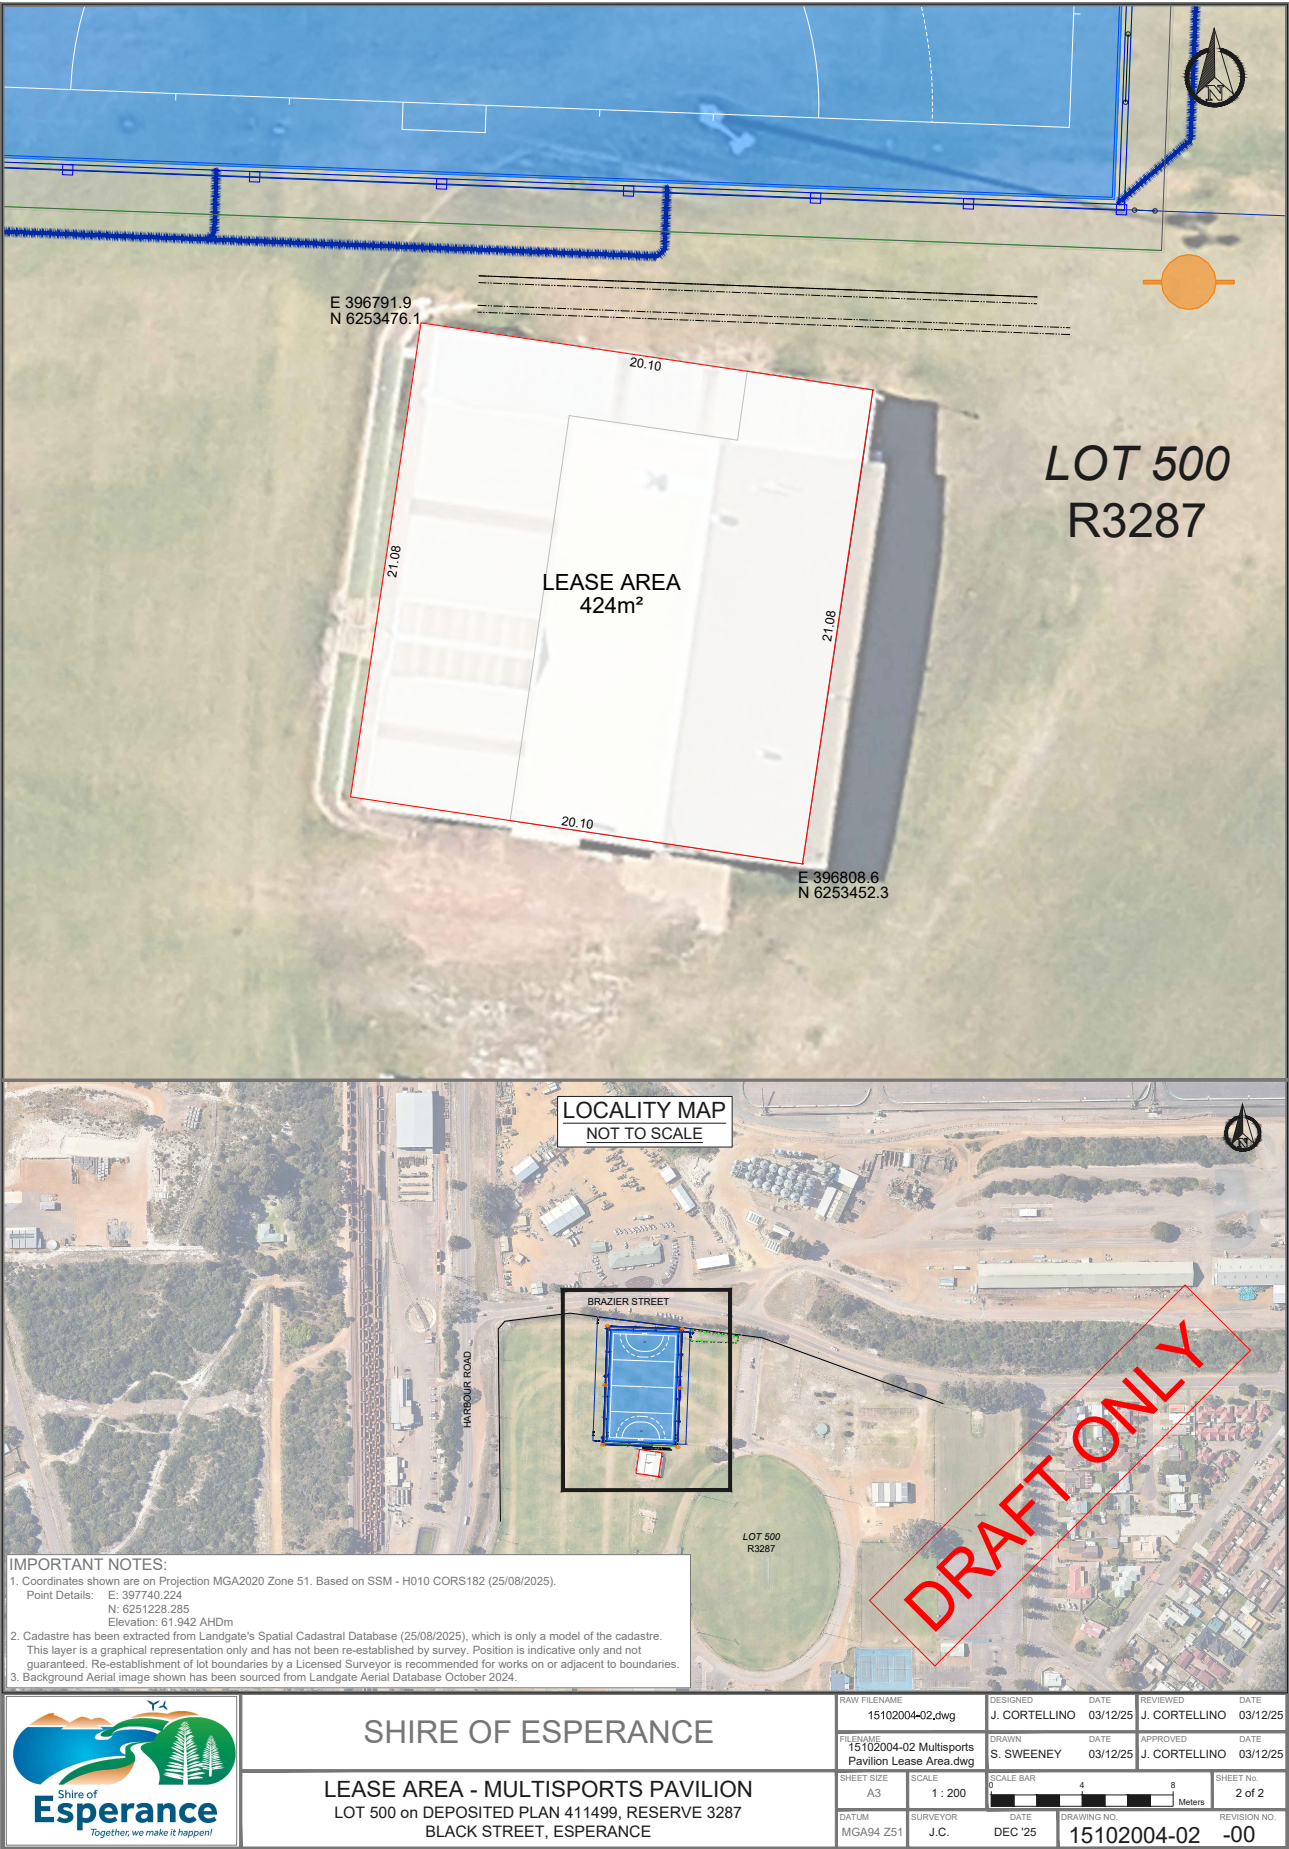 N
E 396791.9
N 6253476.1
20.10
LOT 500
R3287
21.08
LEASE AREA
424m²
21.08
20.10
E 396808.6
N 6253452.3
LOCALITY MAP
NOT TO SCALE
N
BRAZIER STREET
HARBOUR ROAD
LOT 500
R3287
DRAFT ONLY
IMPORTANT NOTES:
1. Coordinates shown are on Projection MGA2020 Zone 51. Based on SSM - H010 CORS182 (25/08/2025).
Point Details: E: 397740.224
N: 6251228.285
Elevation: 61.942 AHDm
2. Cadastre has been extracted from Landgate's Spatial Cadastral Database (25/08/2025), which is only a model of the cadastre.
This layer is a graphical representation only and has not been re-established by survey. Position is indicative only and not
guaranteed. Re-establishment of lot boundaries by a Licensed Surveyor is recommended for works on or adjacent to boundaries.
3. Background Aerial image shown has been sourced from Landgate Aerial Database October 2024.
Shire of
Esperance
Together, we make it happen!
SHIRE OF ESPERANCE
LEASE AREA - MULTISPORTS PAVILION
LOT 500 on DEPOSITED PLAN 411499, RESERVE 3287
BLACK STREET, ESPERANCE
RAW FILENAME
15102004-02.dwg
DESIGNED DATE
J. CORTELLINO 03/12/25
REVIEWED DATE
J. CORTELLINO 03/12/25
FILENAME
15102004-02 Multisports
Pavilion Lease Area.dwg
DRAWN DATE
S. SWEENEY 03/12/25
APPROVED DATE
J. CORTELLINO 03/12/25
SHEET SIZE
A3
SCALE
1 : 200
SCALE BAR
0 4 8
Meters
SHEET No.
2 of 2
DATUM
MGA94 Z51
SURVEYOR
J.C.
DATE
DEC '25
DRAWING NO.
15102004-02
REVISION NO.
-00